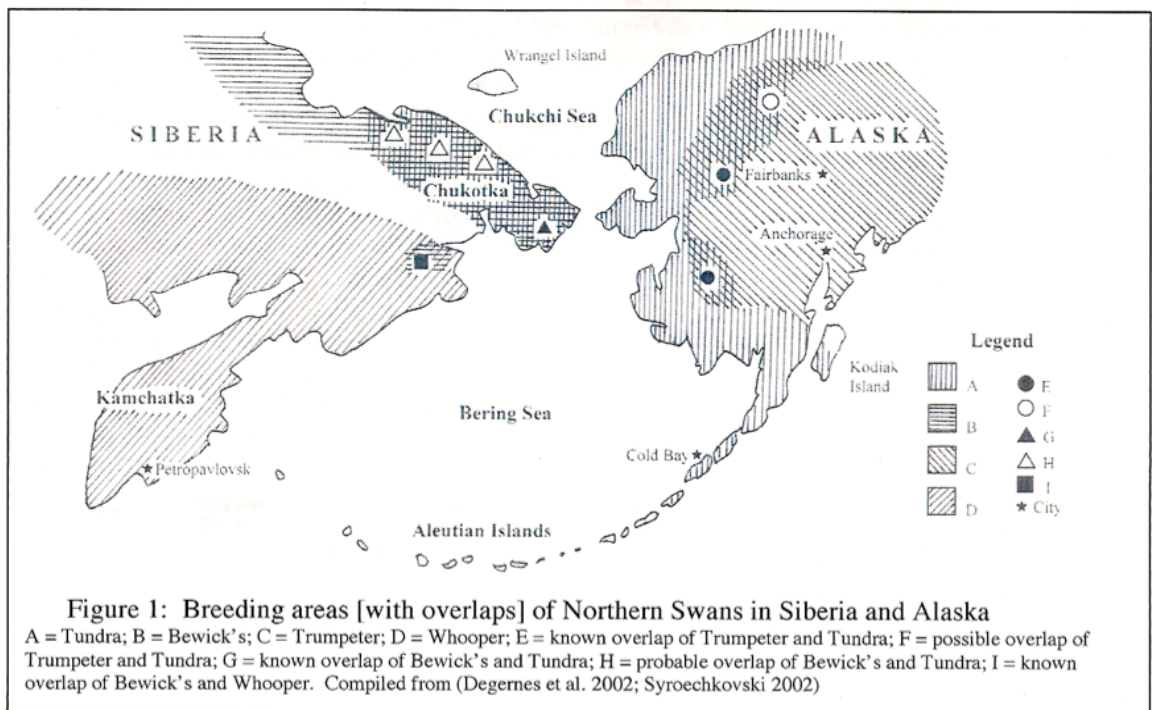 Wrangel Island
Chukchi Sea
SIBERIA
ALASKA
Chukotka
Fairbanks
Anchorage
Legend
Kodiak
Island
A
E
F
B
G
C
H
I
D
City
Kamchatka
Bering Sea
Cold Bay
Petropavlovsk
Aleutian Islands
Figure 1: Breeding areas [with overlaps] of Northern Swans in Siberia and Alaska
A = Tundra; B = Bewick's; C = Trumpeter; D = Whooper; E = known overlap of Trumpeter and Tundra; F = possible overlap of
Trumpeter and Tundra; G = known overlap of Bewick's and Tundra; H = probable overlap of Bewick's and Tundra; I = known
overlap of Bewick's and Whooper. Compiled from (Degernes et al. 2002; Syroechkovski 2002)